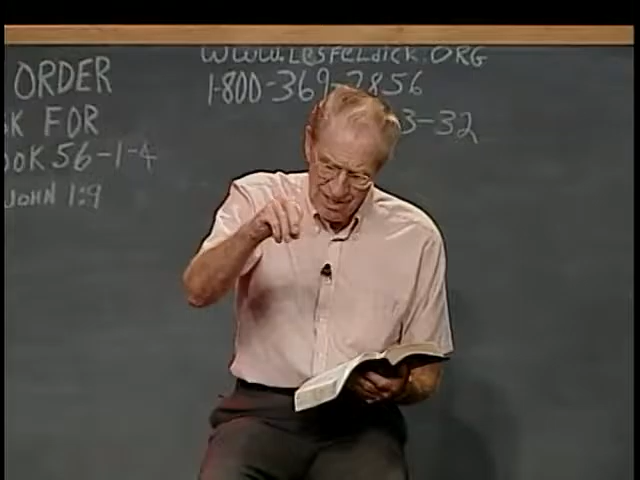 WWW.LESFELDICK.ORG
1-800-369-7856
ORDER
K FOR
OOK 56-1-4
JOHN 1:9
3-32